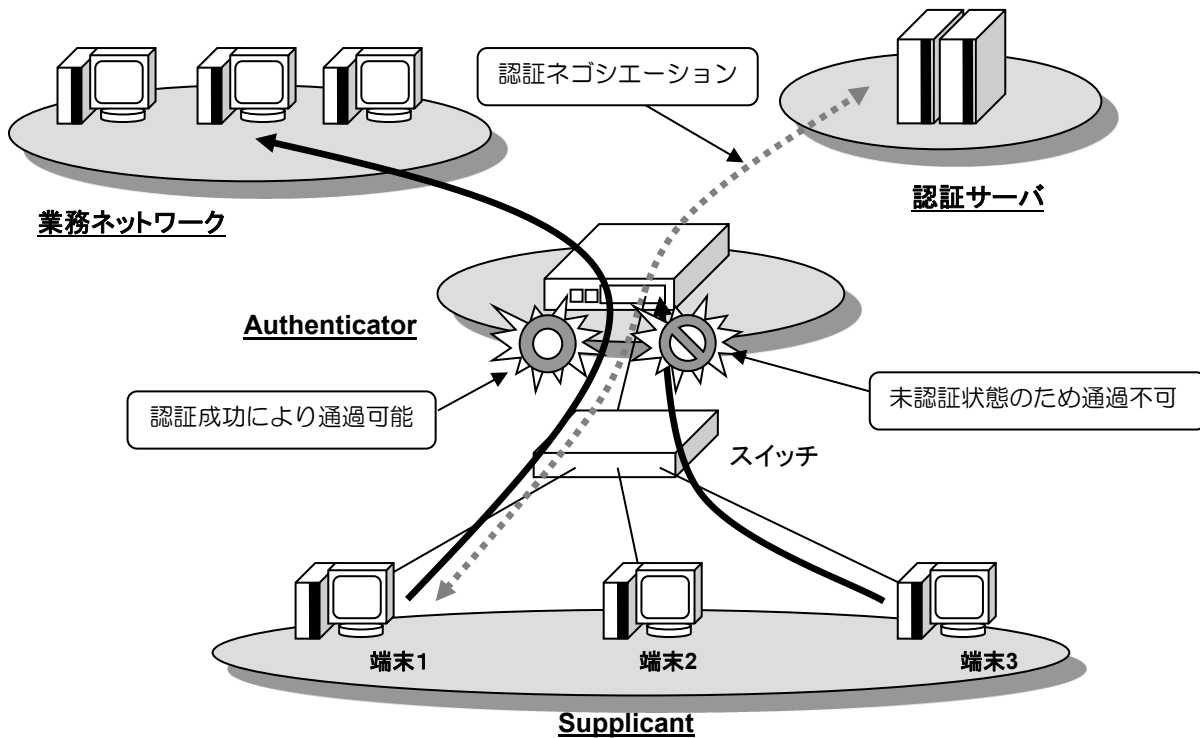 認証ネゴシエーション
業務ネットワーク
認証サーバ
Authenticator
認証成功により通過可能
未認証状態のため通過不可
スイッチ
端末1
端末2
端末3
Supplicant